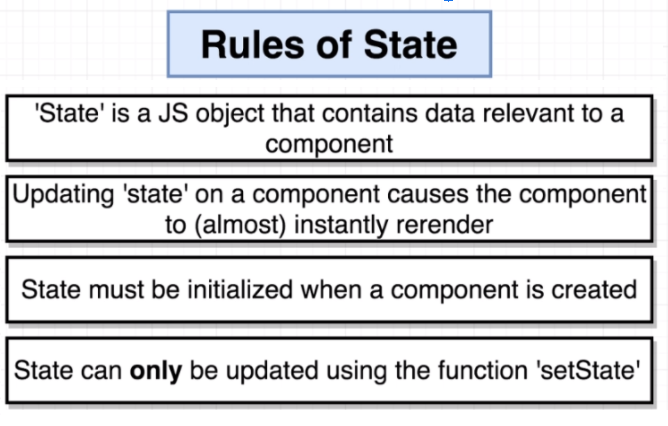 Rules of State
'State' is a JS object that contains data relevant to a
component
Updating 'state' on a component causes the component
to (almost) instantly rerender
State must be initialized when a component is created
State can only be updated using the function 'setState'